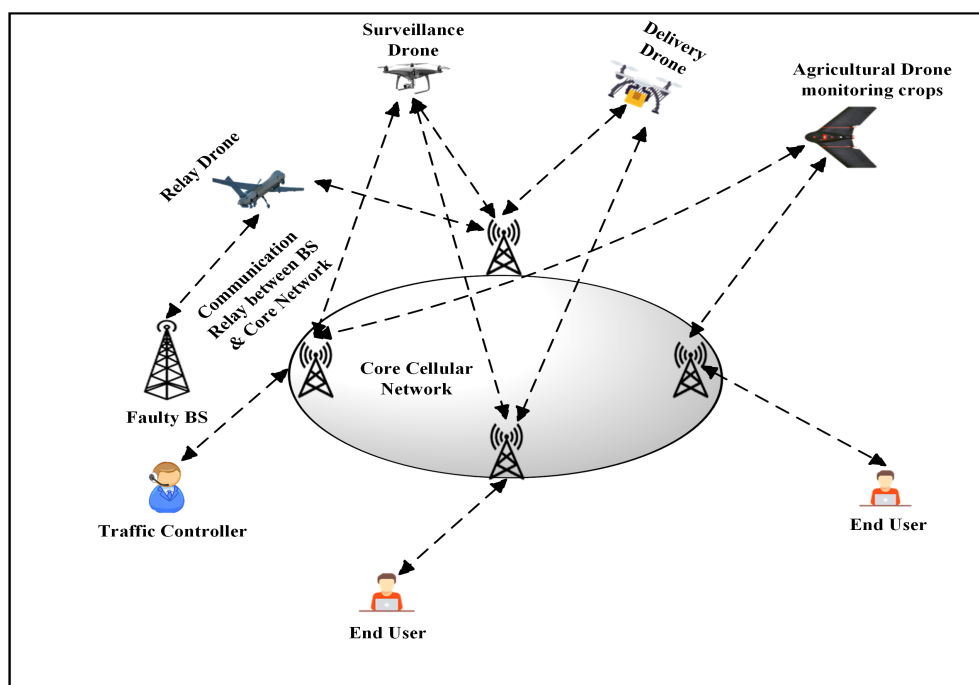 Surveillance
Drone
Delivery
Drone
Agricultural Drone
monitoring crops
Relay Drone
Communication
Relay between BS
& Core Network
Core Cellular
Network
Faulty BS
Traffic Controller
End User
End User